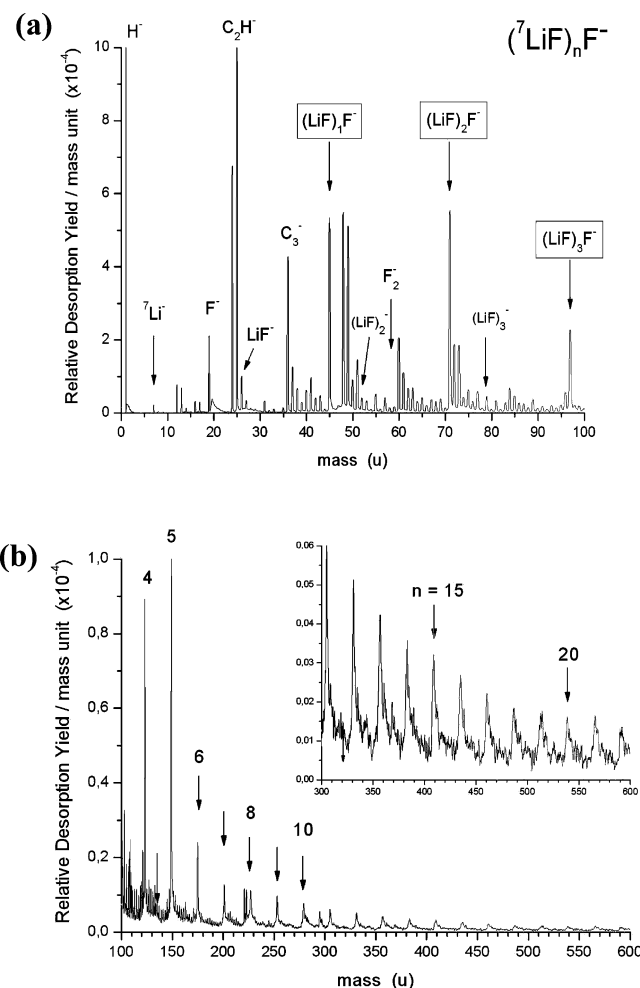 (a)
(⁷LiF)ₙF⁻
H⁻
C₂H⁻
(LiF)₁F⁻
(LiF)₂F⁻
(LiF)₃F⁻
C₃⁻
F₂⁻
⁷Li⁻
F⁻
LiF⁻
(LiF)₂⁻
(LiF)₃⁻
Relative Desorption Yield / mass unit (x10⁻⁴)
10
8
6
4
2
0
0 10 20 30 40 50 60 70 80 90 100
mass (u)
(b)
Relative Desorption Yield / mass unit (x10⁻⁴)
1,0
0,8
0,6
0,4
0,2
0,0
4
5
6
8
10
100 150 200 250 300 350 400 450 500 550 600
mass (u)
0,06
0,05
0,04
0,03
0,02
0,01
0,00
n = 15
20
300 350 400 450 500 550 600